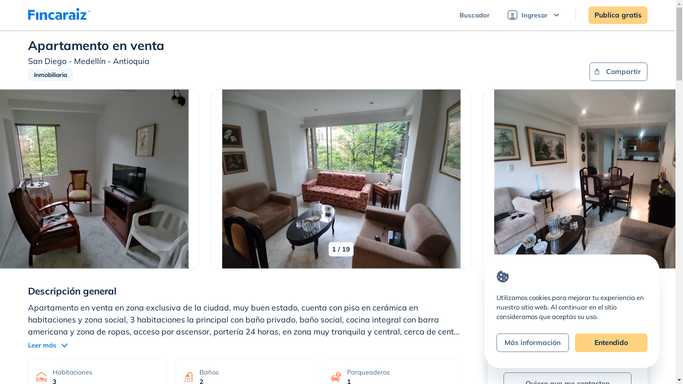 Fincaraiz
Buscador
Ingresar
Publica gratis
Apartamento en venta
San Diego - Medellín - Antioquia
Inmobiliaria
Compartir
1 / 19
Descripción general
Apartamento en venta en zona exclusiva de la ciudad, muy buen estado, cuenta con piso en cerámica en
habitaciones y zona social, 3 habitaciones la principal con baño privado, baño social, cocina integral con barra
americana y zona de ropas, acceso por ascensor, portería 24 horas, en zona muy tranquila y central, cerca de cent...
Leer más
Habitaciones
3
Baños
2
Parqueaderos
1
Utilizamos cookies para mejorar tu experiencia en
nuestro sitio web. Al continuar en el sitio
consideramos que aceptas su uso.
Más información
Entendido
Quiero que me contacten